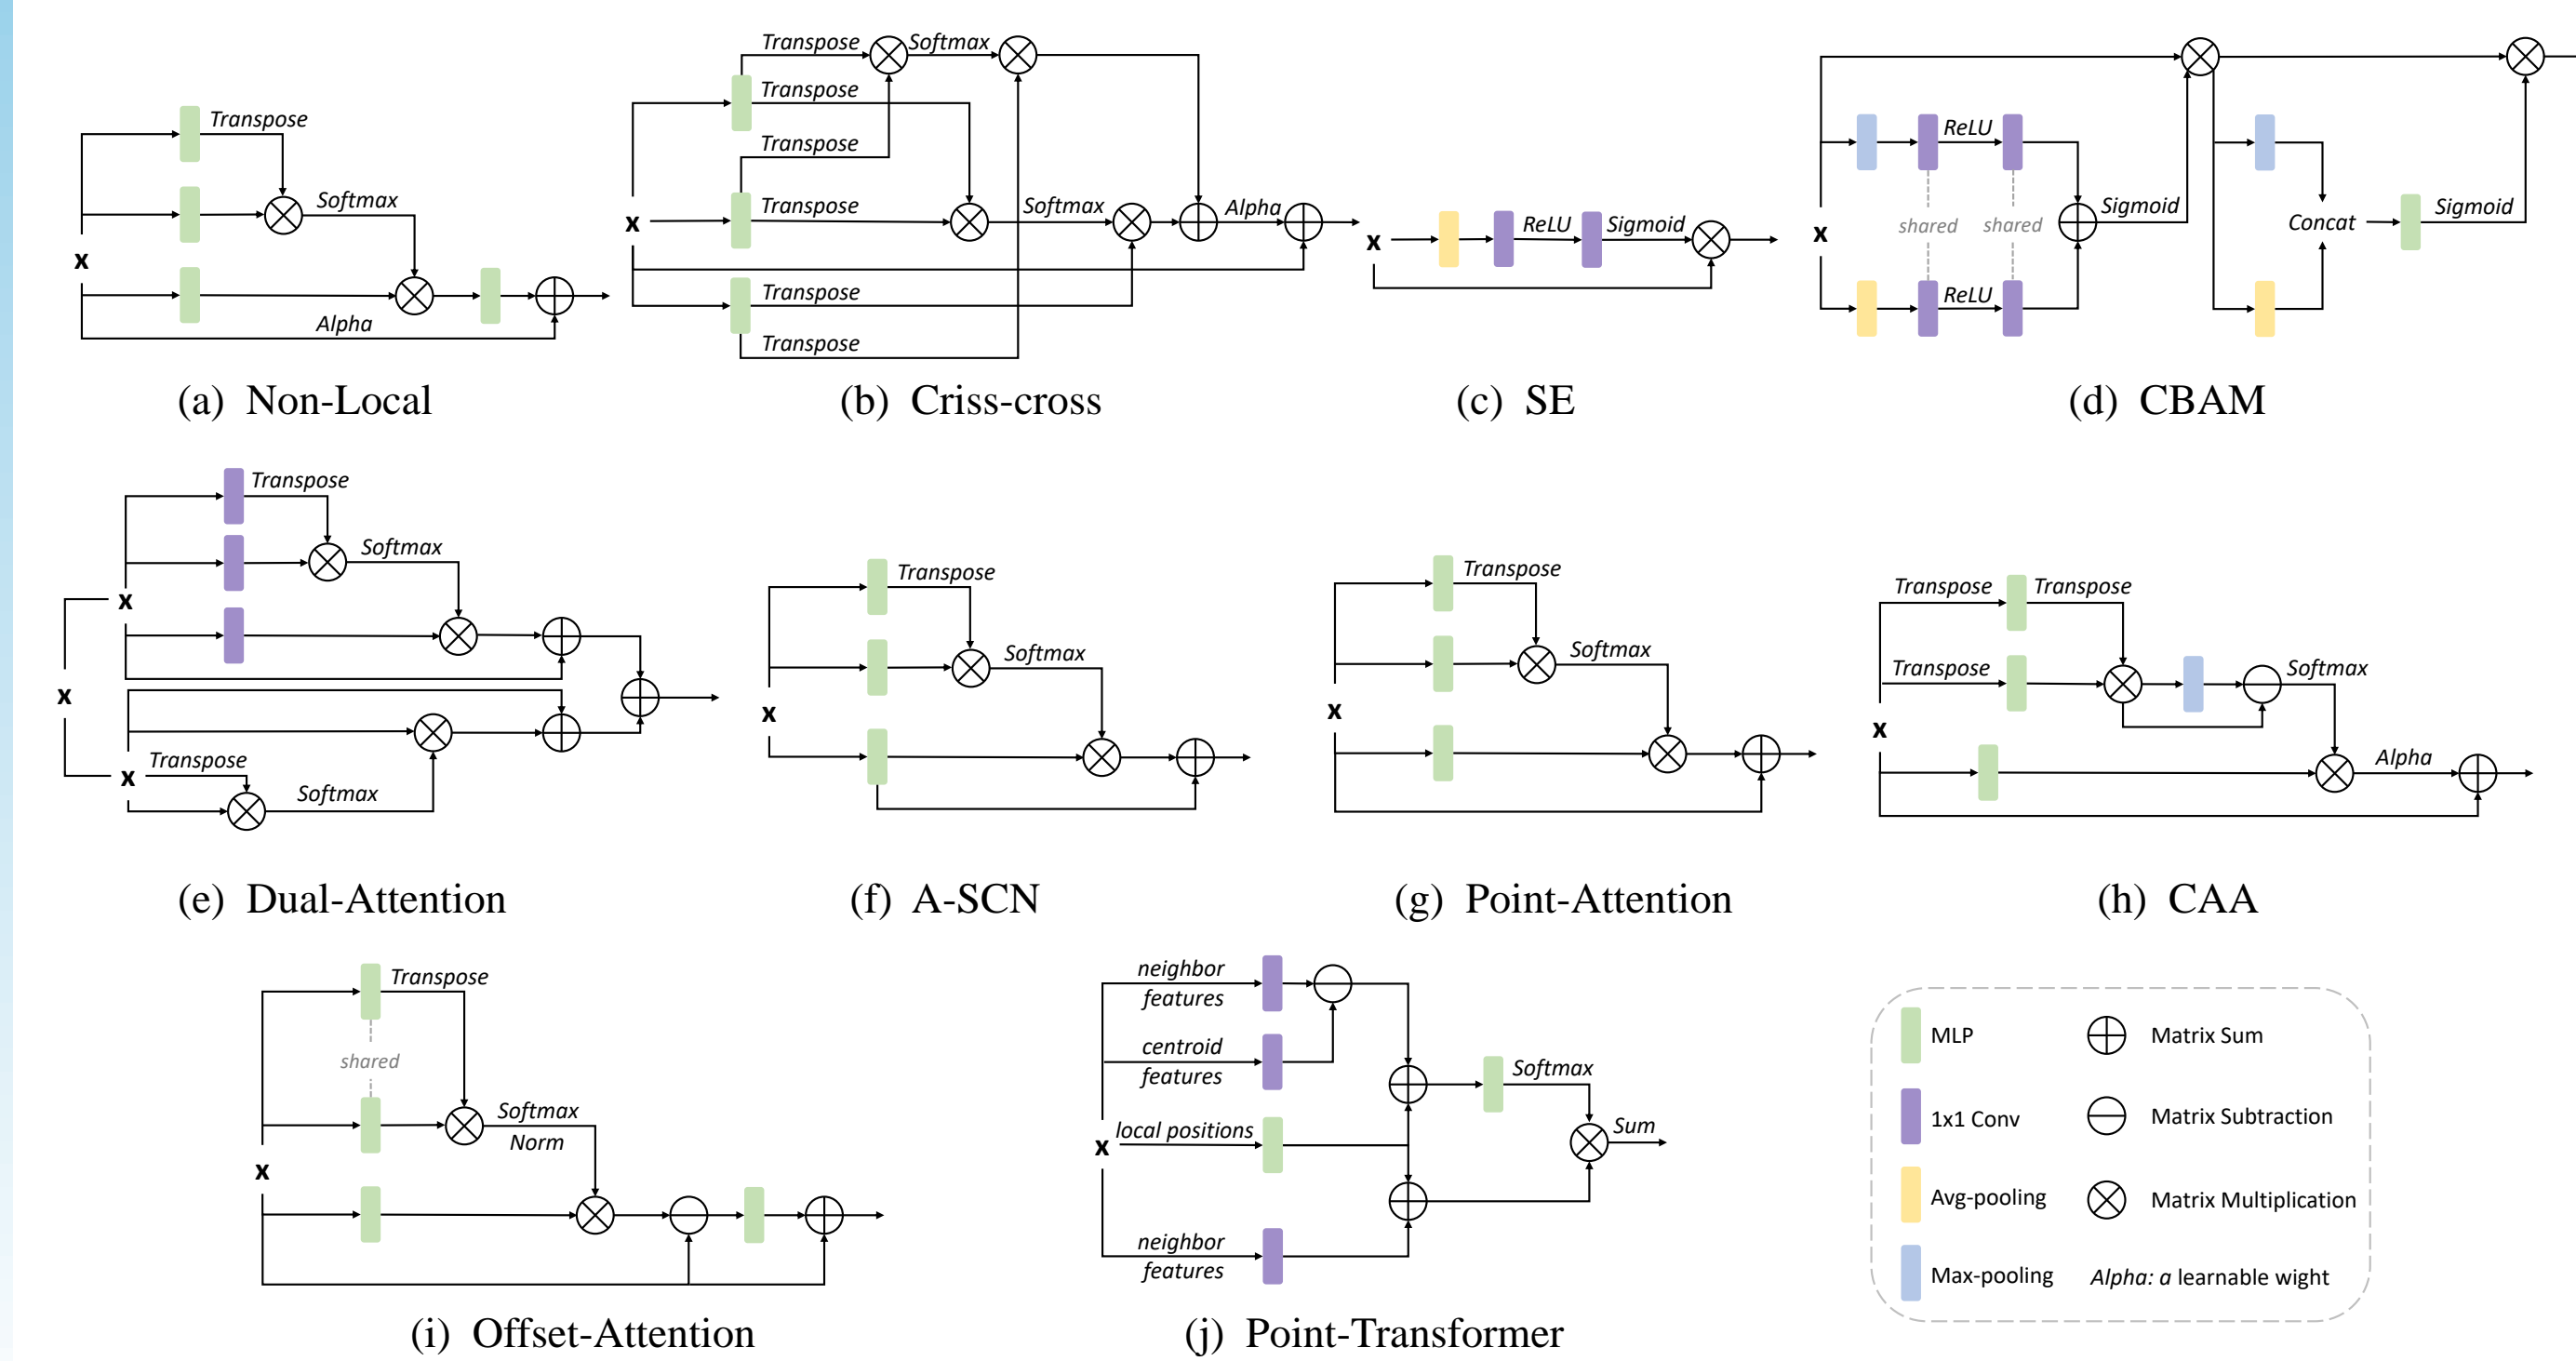 Transpose
Softmax
x
Alpha
(a) Non-Local
Transpose
Softmax
Transpose
Transpose
x
Transpose
Softmax
Alpha
Transpose
Transpose
(b) Criss-cross
x
ReLU
Sigmoid
(c) SE
ReLU
x
shared
shared
Sigmoid
ReLU
Concat
Sigmoid
(d) CBAM
Transpose
Softmax
x
x
x
Transpose
Softmax
(e) Dual-Attention
Transpose
Softmax
x
(f) A-SCN
Transpose
Softmax
x
(g) Point-Attention
Transpose
Transpose
Transpose
Softmax
x
Alpha
(h) CAA
Transpose
shared
Softmax
Norm
x
(i) Offset-Attention
neighbor
features
centroid
features
Softmax
x
local positions
Sum
neighbor
features
(j) Point-Transformer
MLP
Matrix Sum
1x1 Conv
Matrix Subtraction
Avg-pooling
Matrix Multiplication
Max-pooling
Alpha: a learnable wight